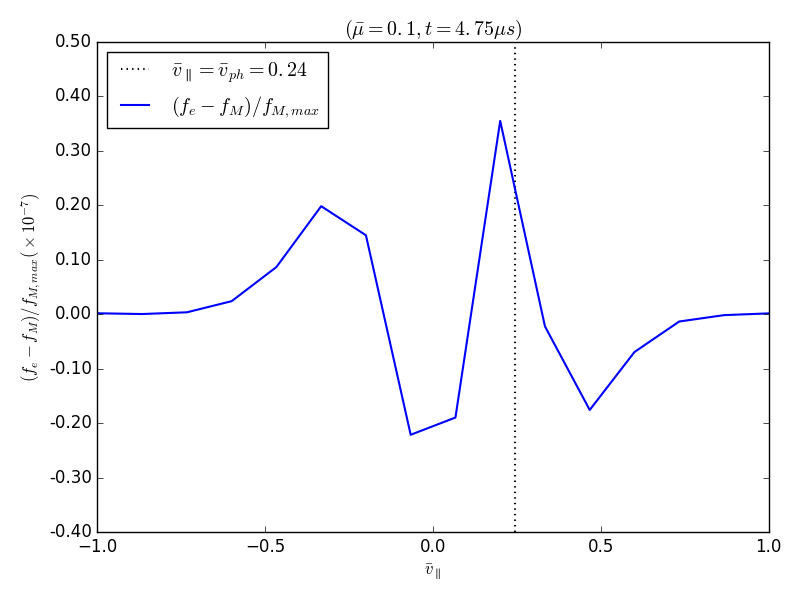 (μ̄ = 0.1, t = 4.75μs)
v̄∥ = v̄ph = 0.24
(fe − fM)/fM,max
0.50
0.40
0.30
0.20
0.10
0.00
-0.10
-0.20
-0.30
-0.40
(fe − fM)/fM,max(×10⁻⁷)
−1.0 −0.5 0.0 0.5 1.0
v̄∥